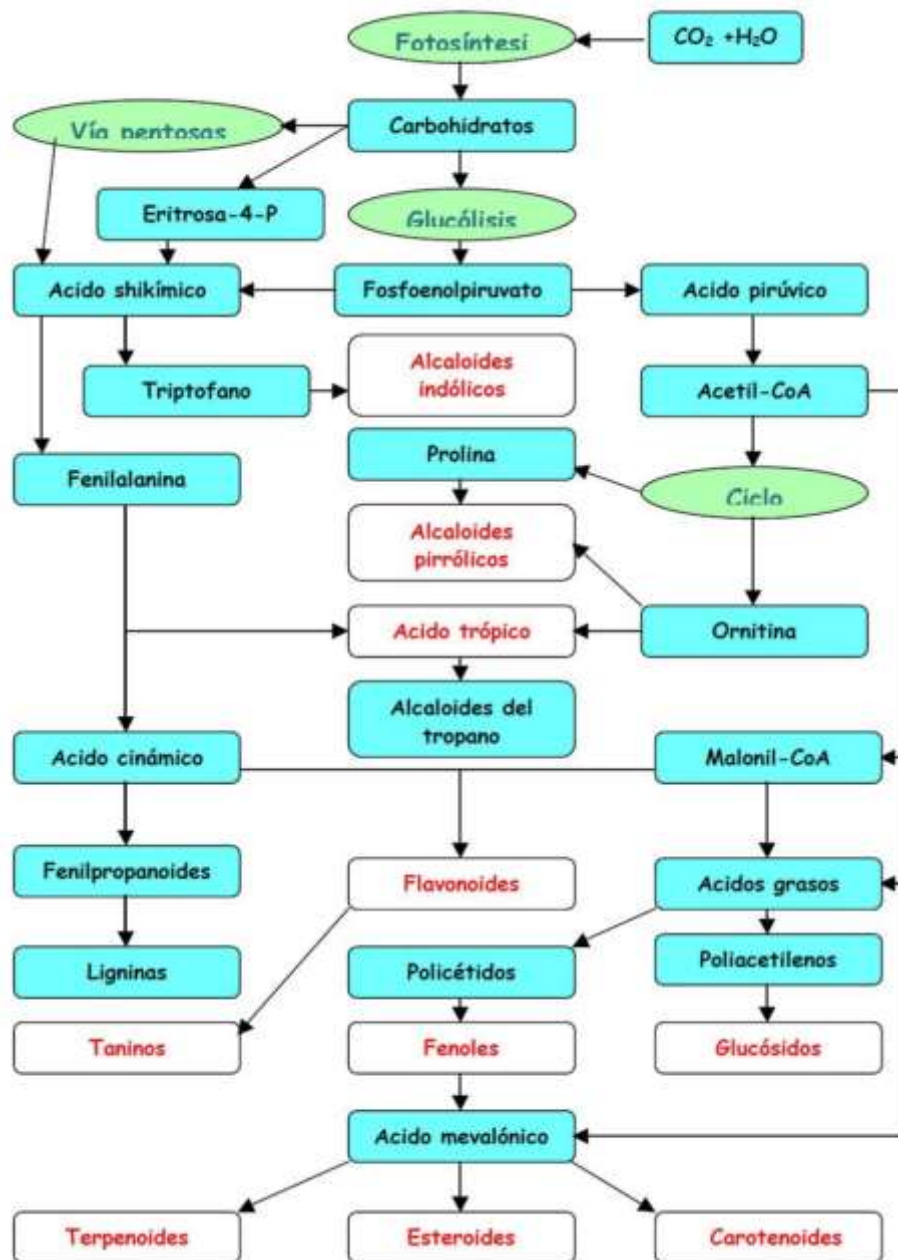 Fotosíntesi
CO₂ +H₂O
Vía pentosas
Carbohidratos
Eritrosa-4-P
Glucólisis
Acido shikímico
Fosfoenolpiruvato
Acido pirúvico
Triptofano
Alcaloides
indólicos
Acetil-CoA
Fenilalanina
Prolina
Ciclo
Alcaloides
pirrólicos
Acido trópico
Ornitina
Alcaloides del
tropano
Acido cinámico
Malonil-CoA
Fenilpropanoides
Flavonoides
Acidos grasos
Ligninas
Policétidos
Poliacetilenos
Taninos
Fenoles
Glucósidos
Acido mevalónico
Terpenoides
Esteroides
Carotenoides